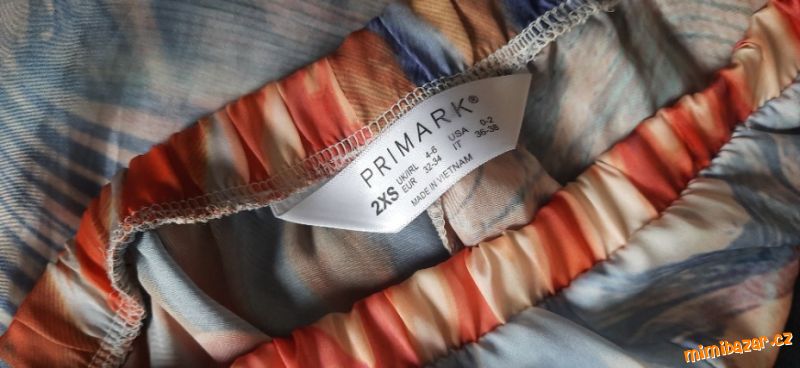 PRIMARK®
2XS UK/IRL 4-6 USA 0-2
EUR 32-34 IT 36-38
MADE IN VIETNAM
mimibazar.cz